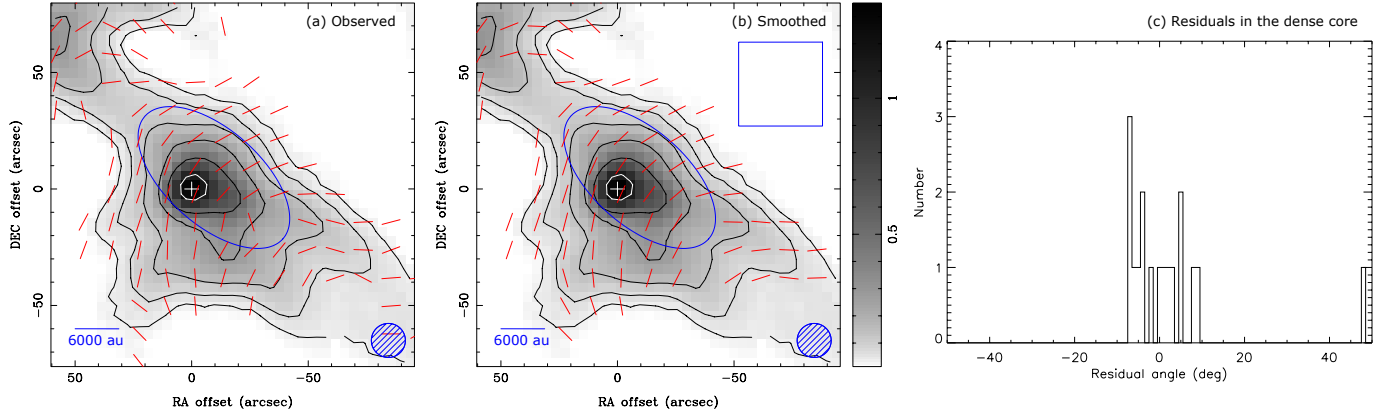 (a) Observed
DEC offset (arcsec)
50
0
−50
6000 au
50
0
−50
RA offset (arcsec)
(b) Smoothed
DEC offset (arcsec)
50
0
−50
6000 au
50
0
−50
RA offset (arcsec)
1
0.5
(c) Residuals in the dense core
Number
4
3
2
1
0
−40
−20
0
20
40
Residual angle (deg)